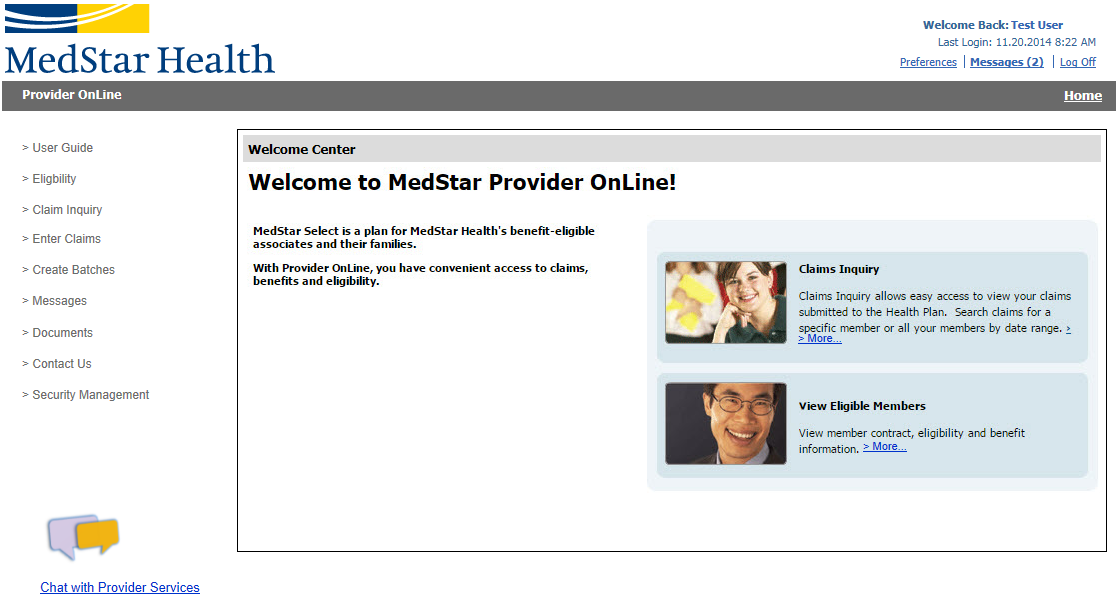 MedStar Health
Welcome Back: Test User
Last Login: 11.20.2014 8:22 AM
Preferences | Messages (2) | Log Off
Provider OnLine
Home
> User Guide
> Eligbility
> Claim Inquiry
> Enter Claims
> Create Batches
> Messages
> Documents
> Contact Us
> Security Management
Chat with Provider Services
Welcome Center
Welcome to MedStar Provider OnLine!
MedStar Select is a plan for MedStar Health's benefit-eligible
associates and their families.
With Provider OnLine, you have convenient access to claims,
benefits and eligibility.
Claims Inquiry
Claims Inquiry allows easy access to view your claims
submitted to the Health Plan.  Search claims for a
specific member or all your members by date range. >
> More...
View Eligible Members
View member contract, eligibility and benefit
information. > More...